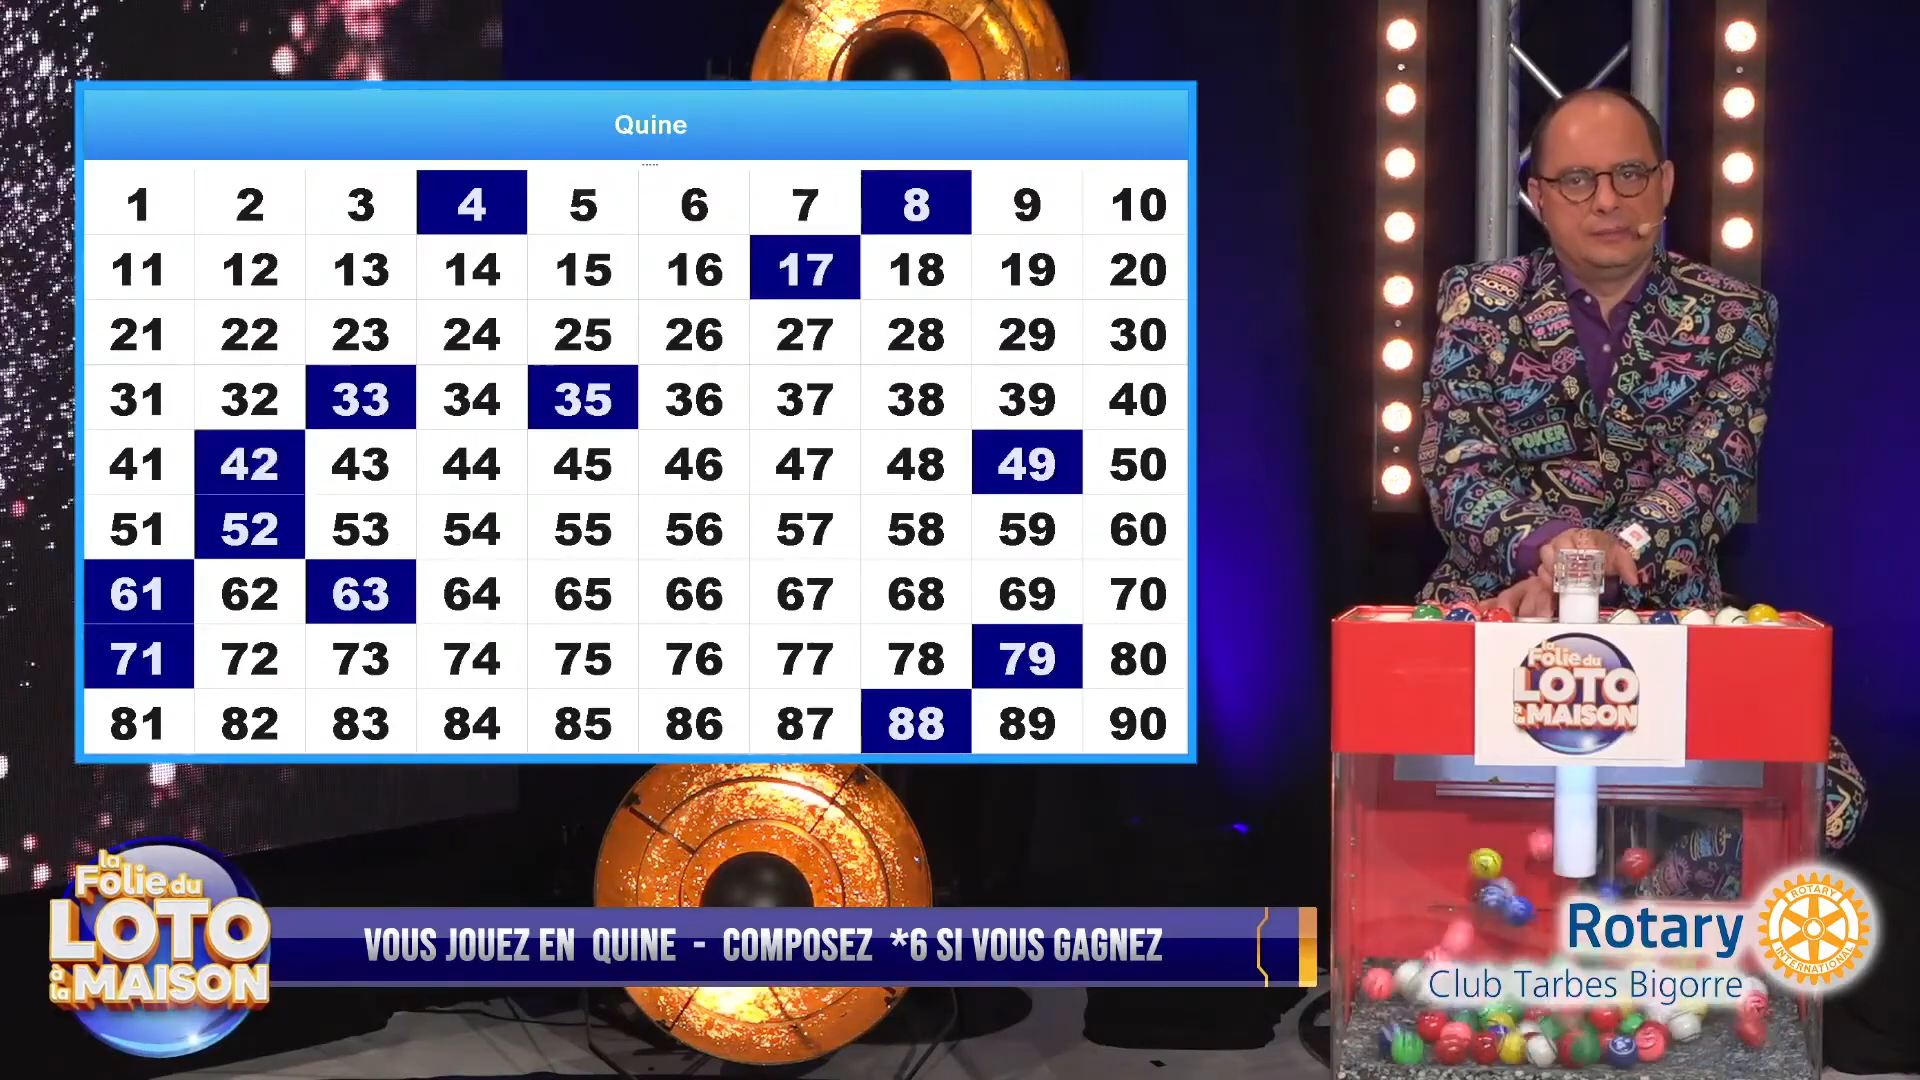 Quine
1 2 3 4 5 6 7 8 9 10
11 12 13 14 15 16 17 18 19 20
21 22 23 24 25 26 27 28 29 30
31 32 33 34 35 36 37 38 39 40
41 42 43 44 45 46 47 48 49 50
51 52 53 54 55 56 57 58 59 60
61 62 63 64 65 66 67 68 69 70
71 72 73 74 75 76 77 78 79 80
81 82 83 84 85 86 87 88 89 90
POKER
la
Folie du
LOTO
à la MAISON
la
Folie du
LOTO
à la MAISON
VOUS JOUEZ EN QUINE - COMPOSEZ *6 SI VOUS GAGNEZ
Rotary
Club Tarbes Bigorre
ROTARY
INTERNATIONAL